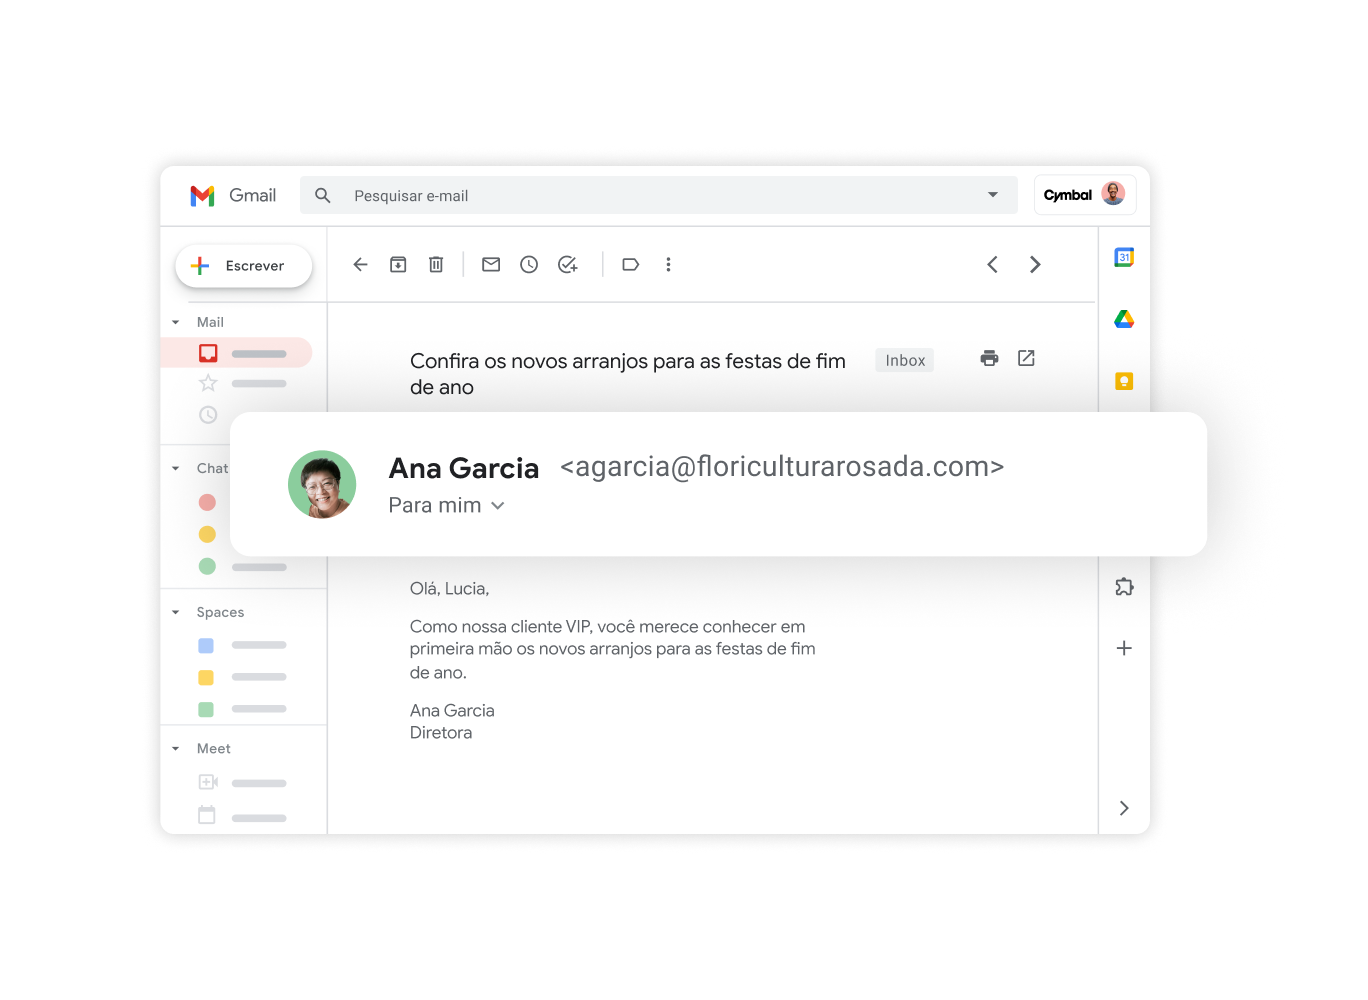 Gmail
Pesquisar e-mail
Cymbal
Escrever
31
Mail
Confira os novos arranjos para as festas de fim
de ano
Inbox
Chat
Ana Garcia <agarcia@floriculturarosada.com>
Para mim
Olá, Lucia,
Como nossa cliente VIP, você merece conhecer em
primeira mão os novos arranjos para as festas de fim
de ano.
Ana Garcia
Diretora
Spaces
Meet